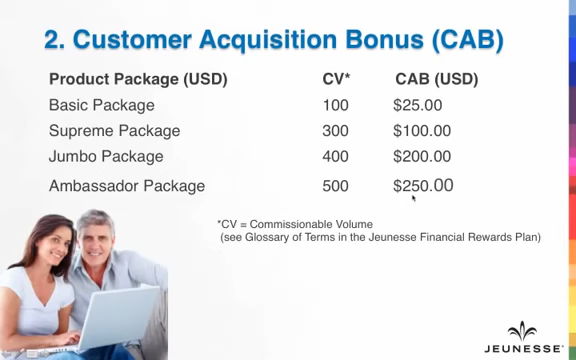 2. Customer Acquisition Bonus (CAB)
Product Package (USD) CV* CAB (USD)
Basic Package 100 $25.00
Supreme Package 300 $100.00
Jumbo Package 400 $200.00
Ambassador Package 500 $250.00
*CV = Commissionable Volume
(see Glossary of Terms in the Jeunesse Financial Rewards Plan)
JEUNESSE